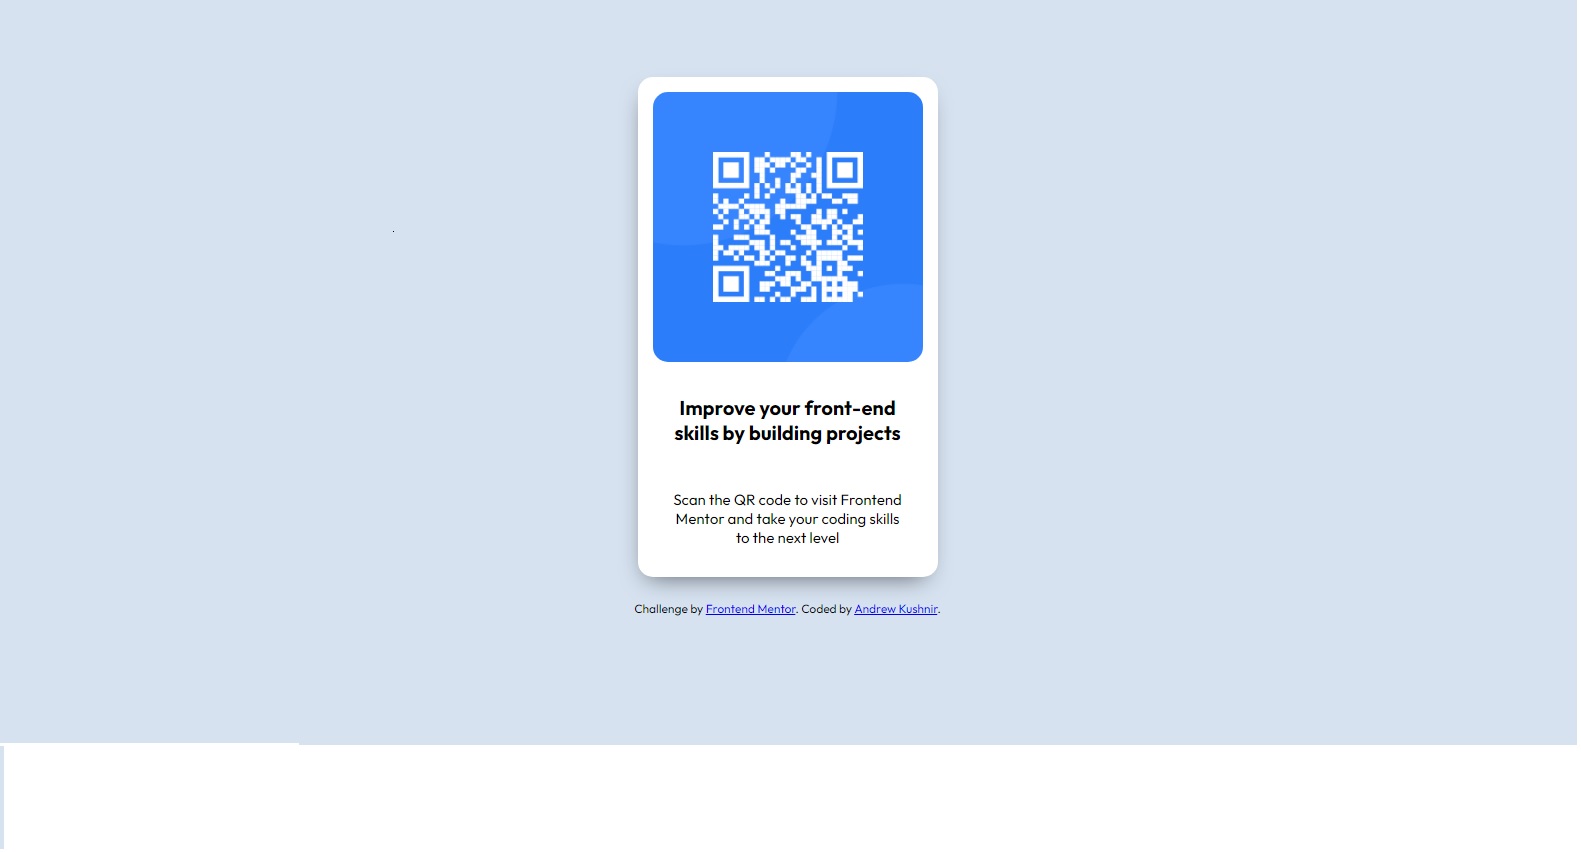 Improve your front-end
skills by building projects
Scan the QR code to visit Frontend
Mentor and take your coding skills
to the next level
Challenge by Frontend Mentor. Coded by Andrew Kushnir.